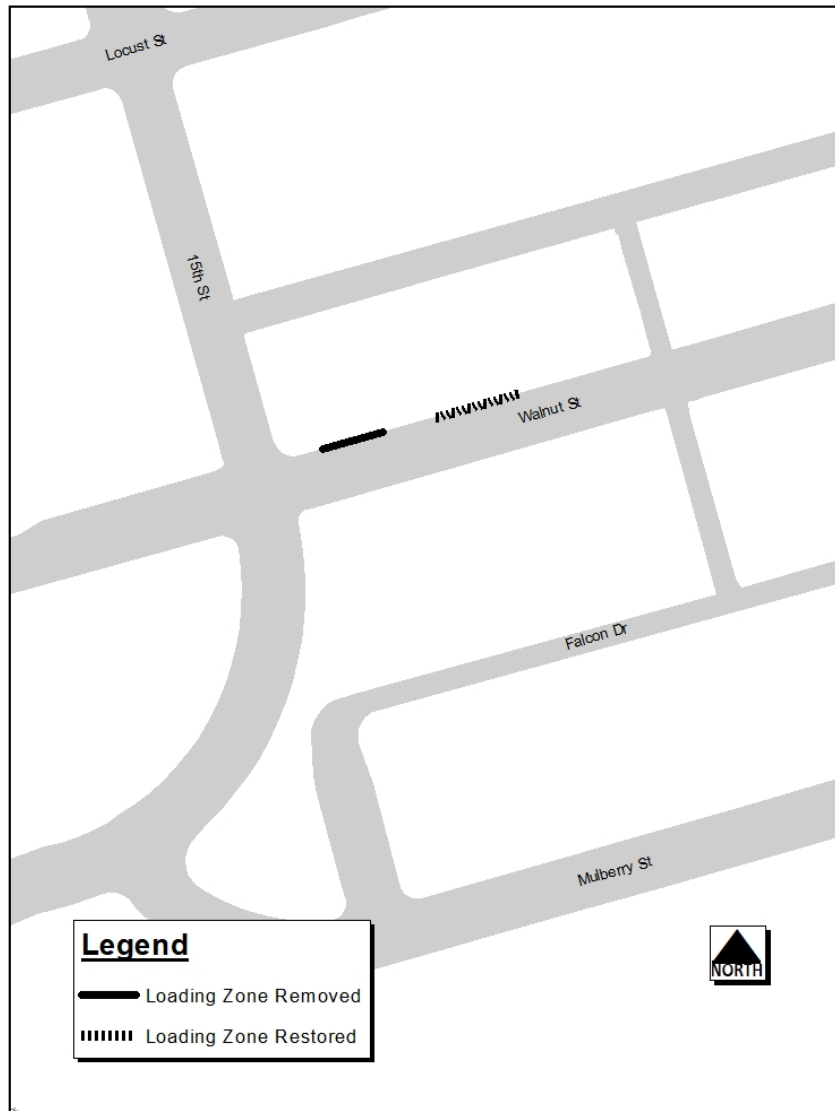 Locust St
15th St
Walnut St
Falcon Dr
Mulberry St
Legend
Loading Zone Removed
Loading Zone Restored
NORTH